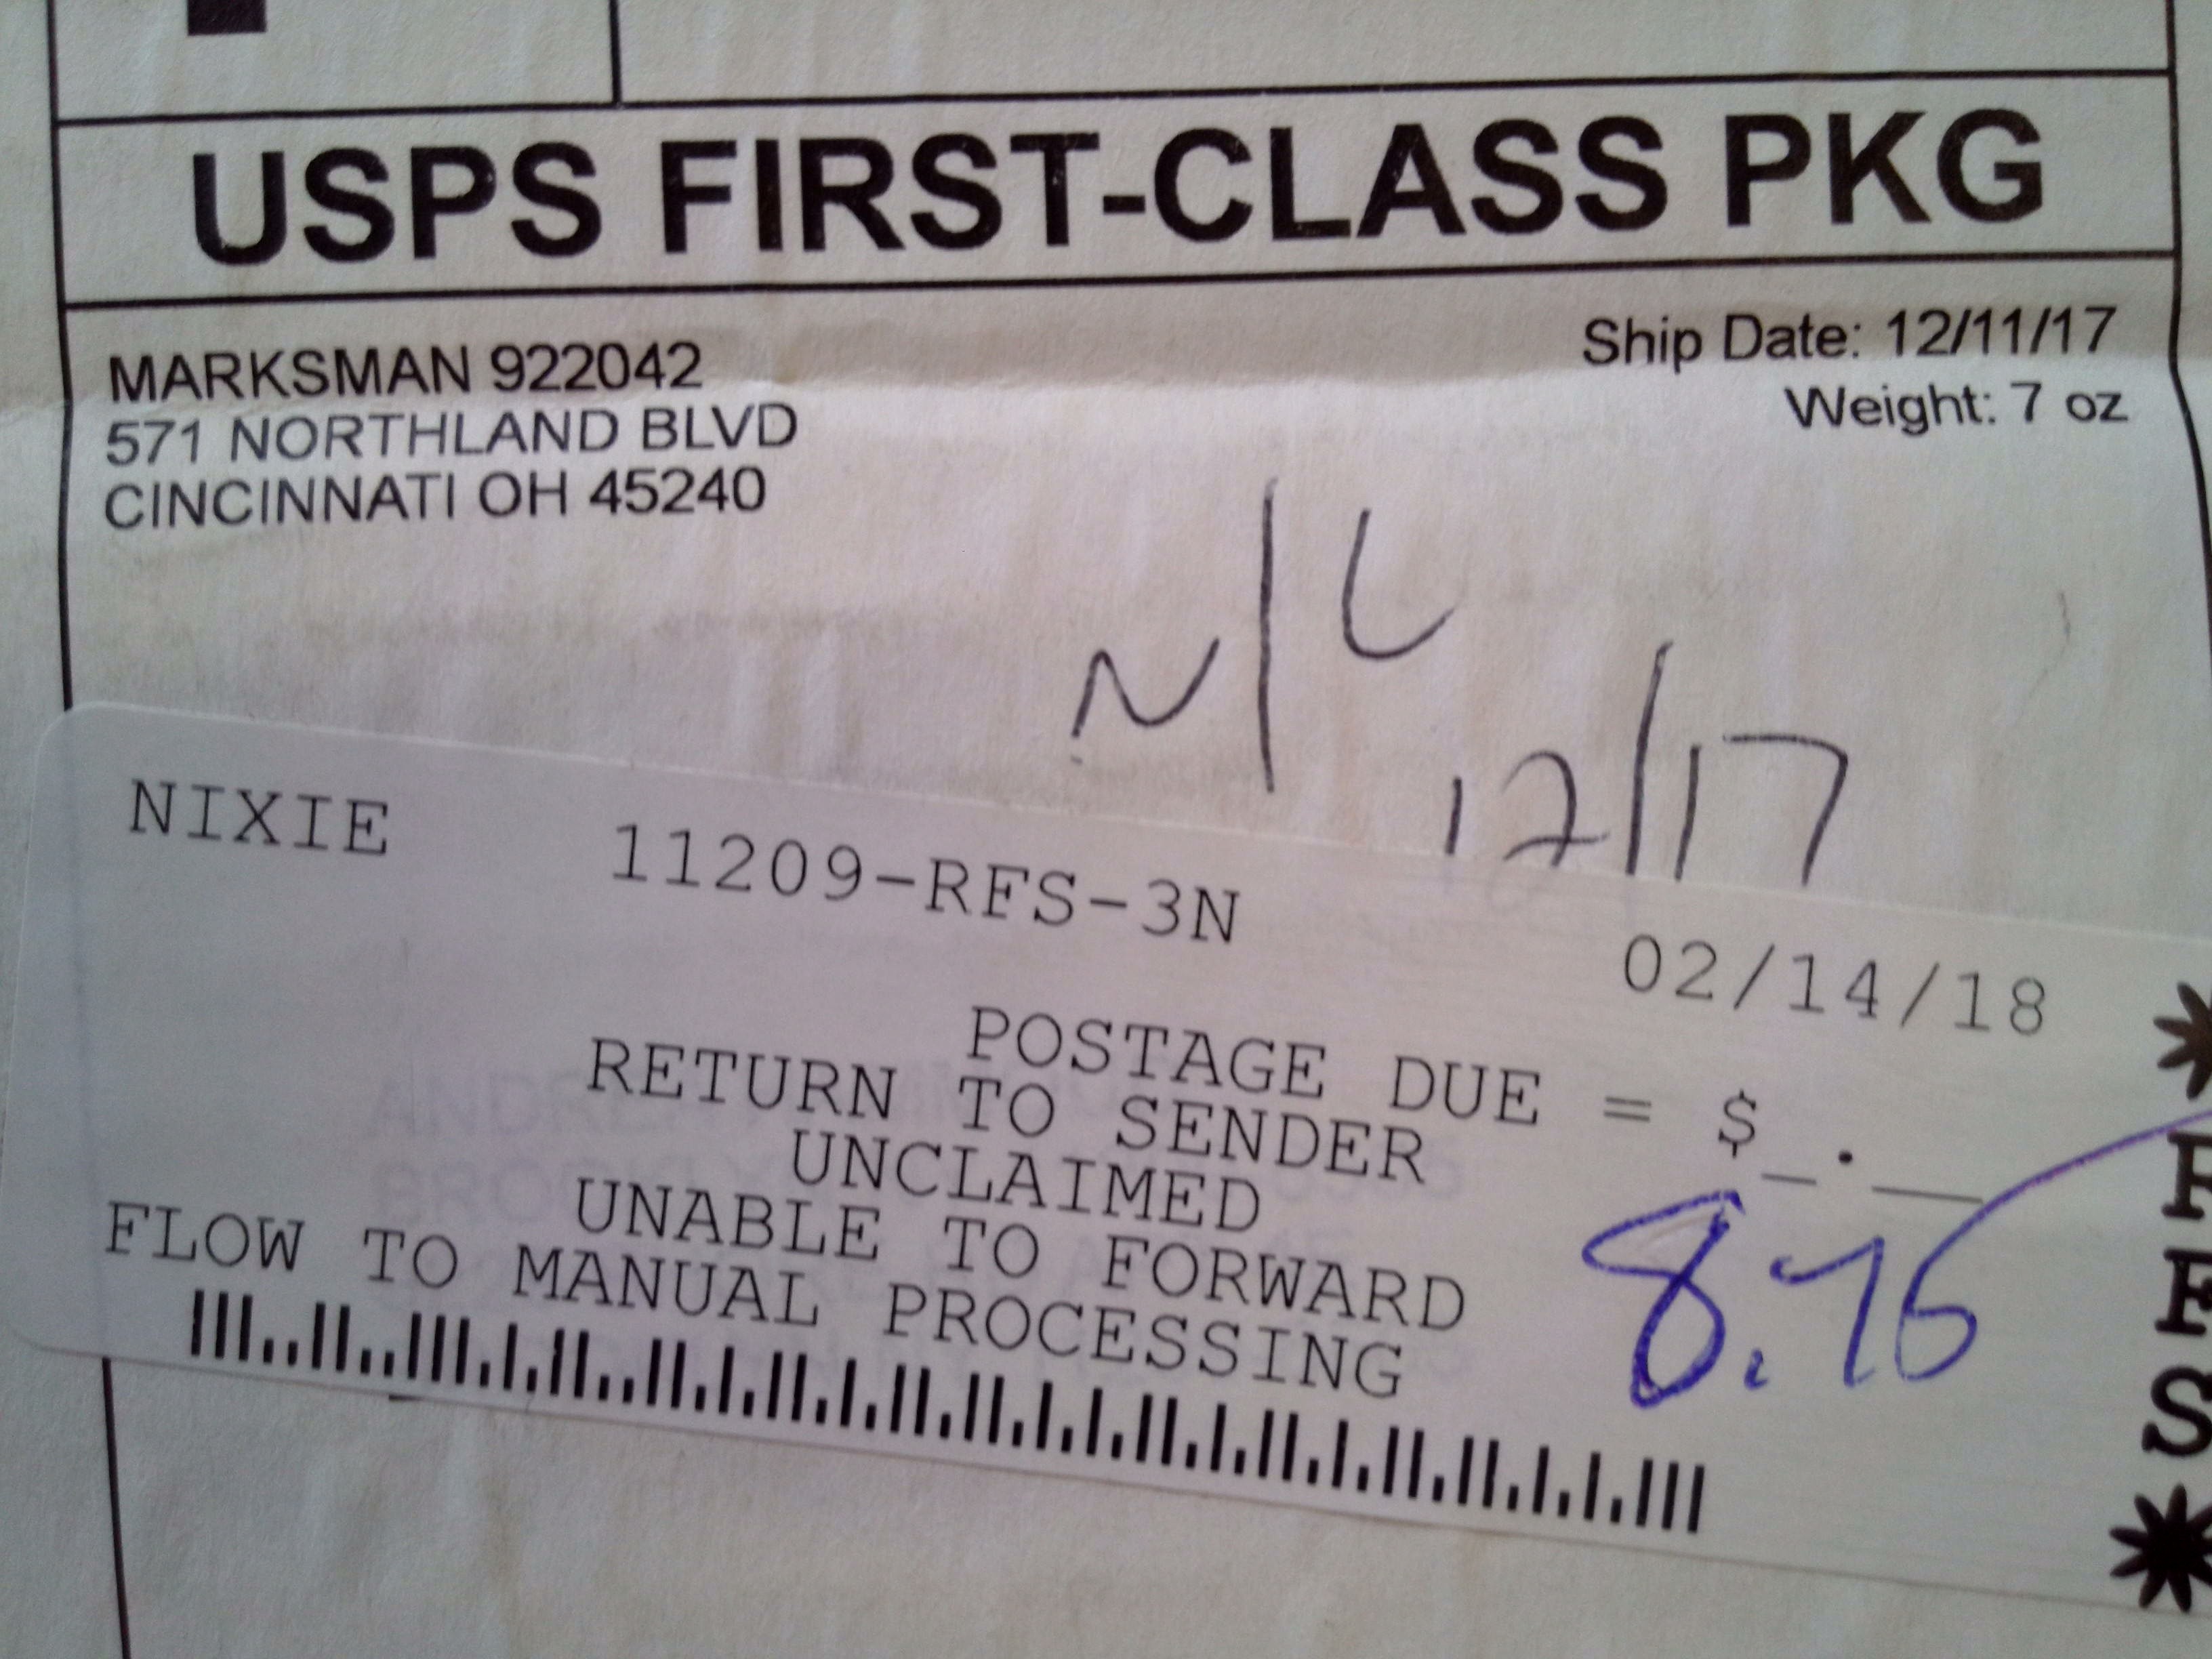 USPS FIRST-CLASS PKG
MARKSMAN 922042
571 NORTHLAND BLVD
CINCINNATI OH 45240
Ship Date: 12/11/17
Weight: 7 oz
N/L
12/17
NIXIE 11209-RFS-3N 02/14/18
POSTAGE DUE = $_.__
8.76
RETURN TO SENDER
UNCLAIMED
UNABLE TO FORWARD
FLOW TO MANUAL PROCESSING